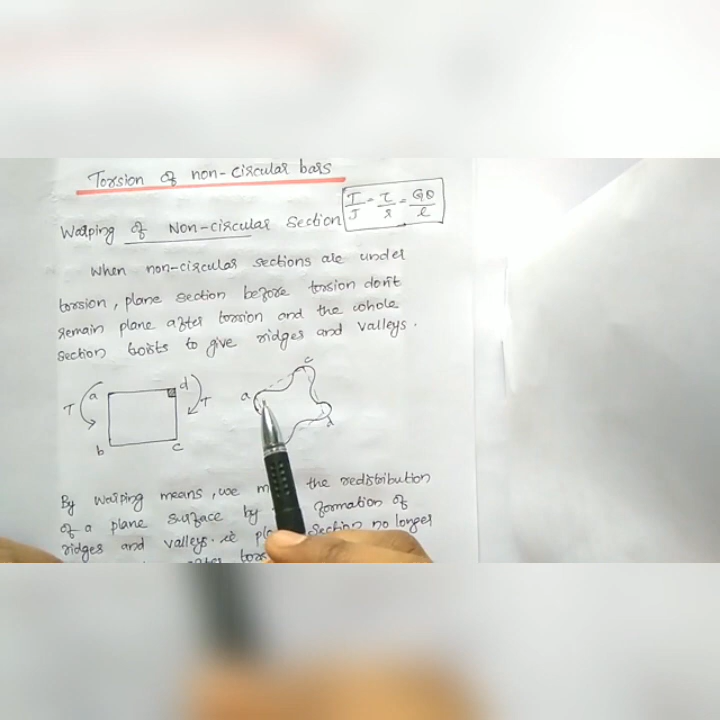 Torsion of non-circular bars
T/J = τ/r = Gθ/l
Warping of Non-circular section
When non-circular sections are under
torsion, plane section before torsion don't
remain plane after torsion and the whole
section twists to give ridges and valleys.
a d
T T
b c
a c
d
By warping means, we the redistribution
of a plane surface by formation of
ridges and valleys. ie section no longer